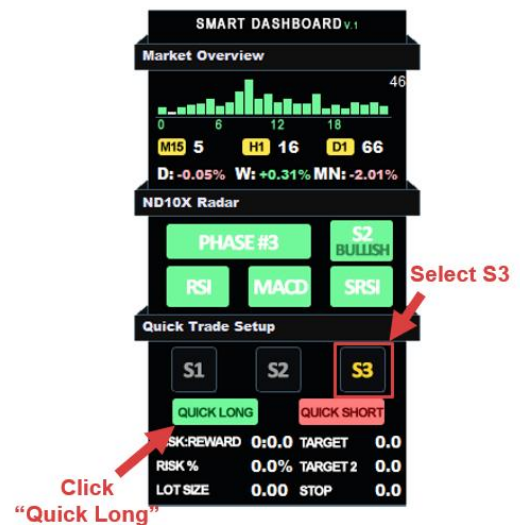 SMART DASHBOARD V.1
Market Overview
46
0 6 12 18
M15 5 H1 16 D1 66
D: -0.05% W: +0.31% MN: -2.01%
ND10X Radar
PHASE #3 S2
BULLISH
RSI MACD SRSI
Select S3
Quick Trade Setup
S1 S2 S3
QUICK LONG QUICK SHORT
SK:REWARD 0:0.0 TARGET 0.0
RISK % 0.0% TARGET 2 0.0
LOT SIZE 0.00 STOP 0.0
Click
“Quick Long”